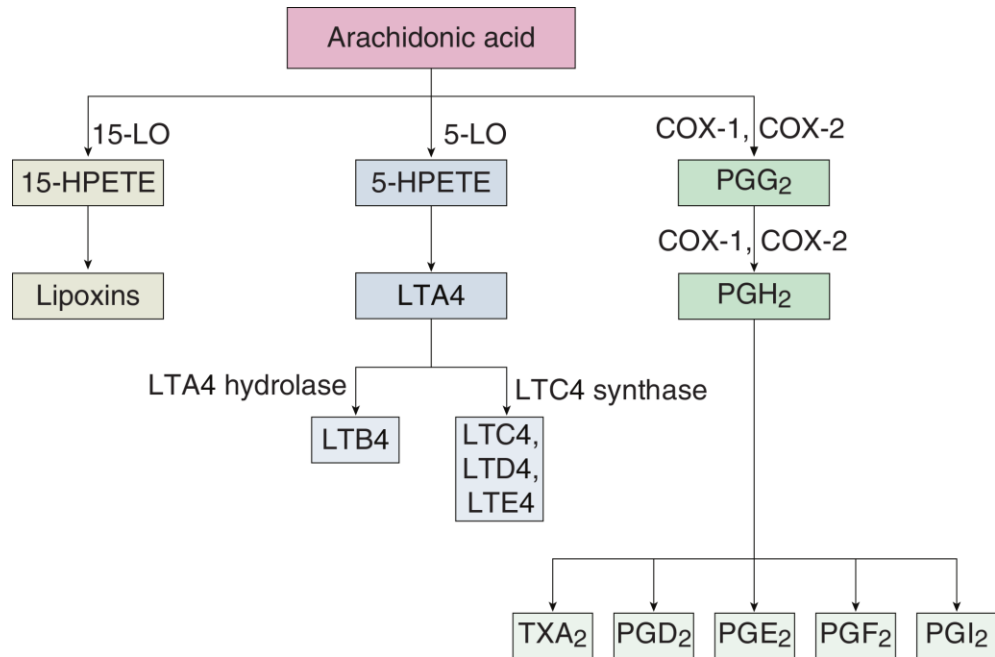 Arachidonic acid
15-LO
5-LO
COX-1, COX-2
15-HPETE
5-HPETE
PGG₂
COX-1, COX-2
Lipoxins
LTA4
PGH₂
LTA4 hydrolase
LTC4 synthase
LTB4
LTC4,
LTD4,
LTE4
TXA₂
PGD₂
PGE₂
PGF₂
PGI₂